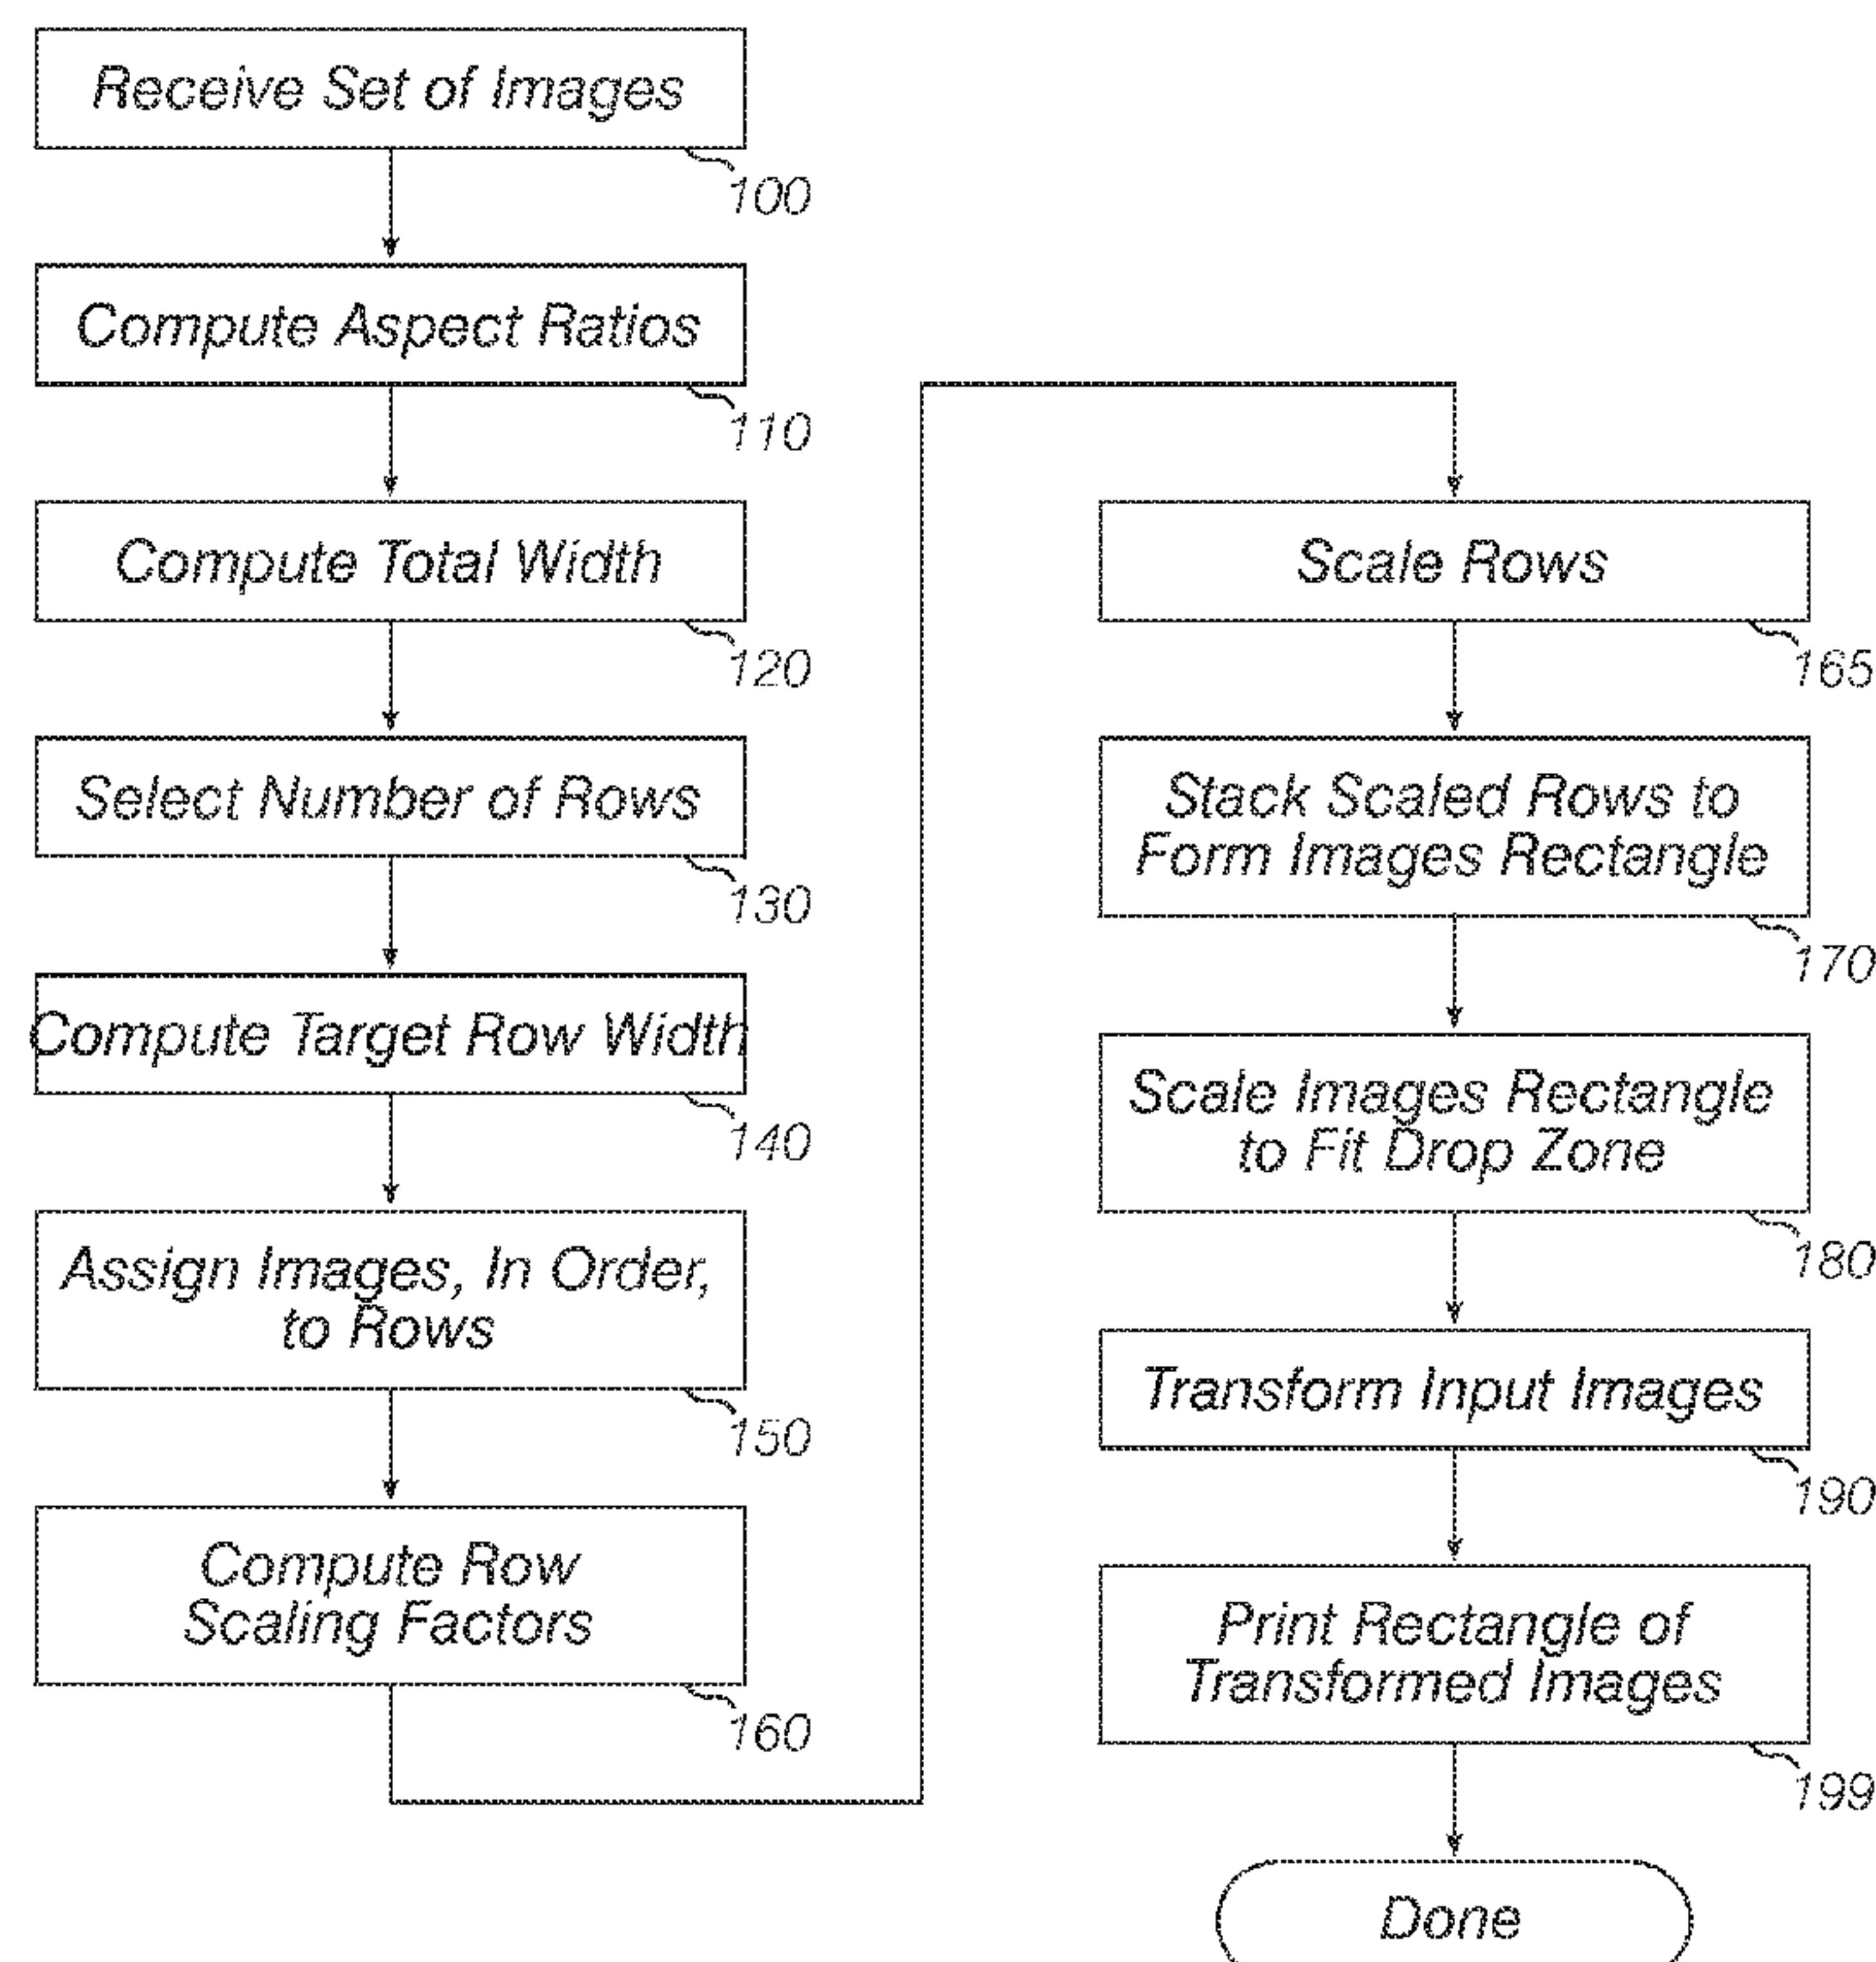 Receive Set of Images
100
Compute Aspect Ratios
110
Compute Total Width
120
Select Number of Rows
130
Compute Target Row Width
140
Assign Images, In Order,
to Rows
150
Compute Row
Scaling Factors
160
Scale Rows
165
Stack Scaled Rows to
Form Images Rectangle
170
Scale Images Rectangle
to Fit Drop Zone
180
Transform Input Images
190
Print Rectangle of
Transformed Images
199
Done